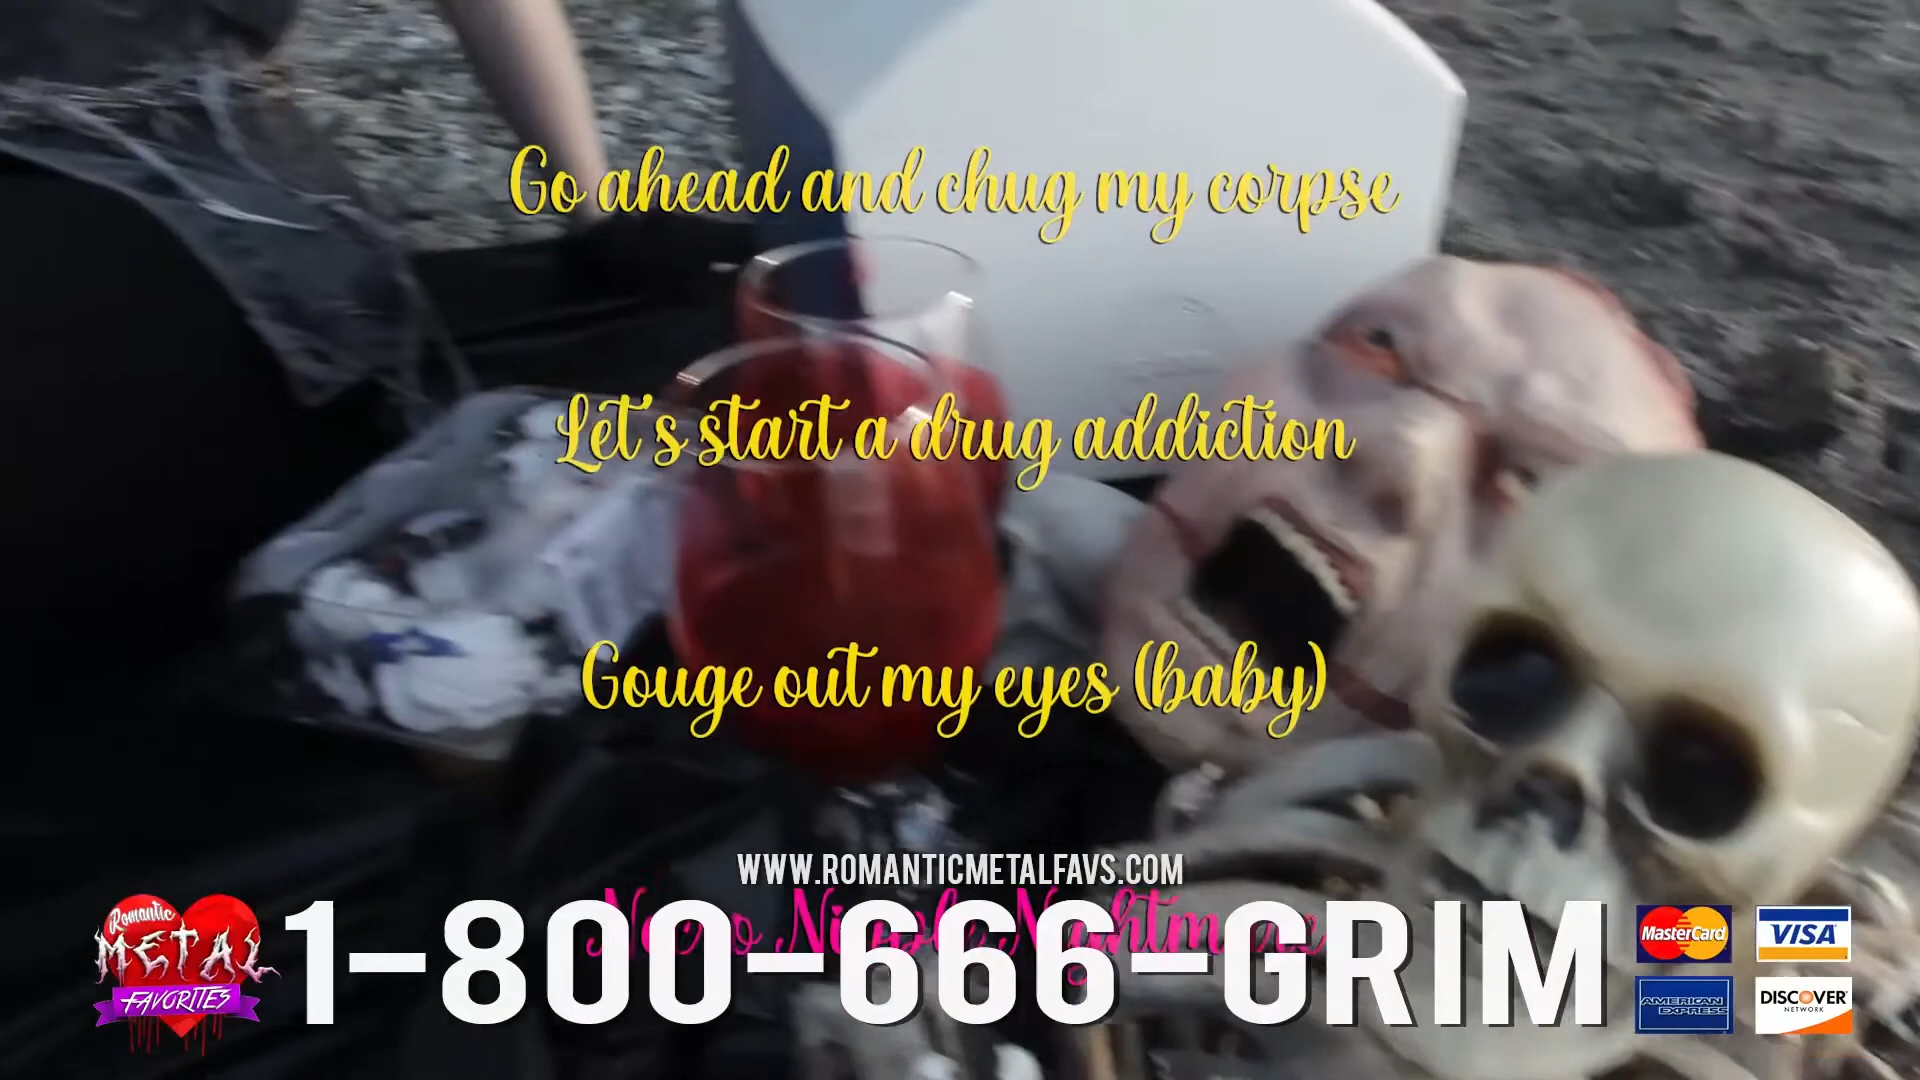 Go ahead and chug my corpse
Let's start a drug addiction
Gouge out my eyes (baby)
WWW.ROMANTICMETALFAVS.COM
Nightmare
1-800-666-GRIM
Romantic
METAL
FAVORITES
MasterCard
VISA
AMERICAN
EXPRESS
DISCOVER
NETWORK